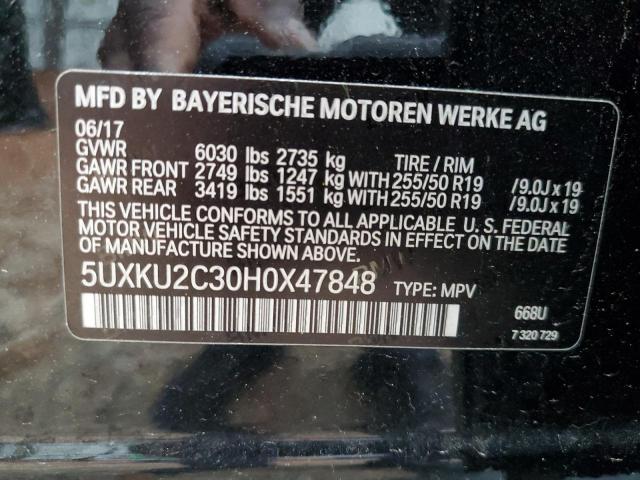 MFD BY BAYERISCHE MOTOREN WERKE AG
06/17
GVWR 6030 lbs 2735 kg TIRE / RIM
GAWR FRONT 2749 lbs 1247 kg WITH 255/50 R19 /9.0J x 19
GAWR REAR 3419 lbs 1551 kg WITH 255/50 R19 /9.0J x 19
THIS VEHICLE CONFORMS TO ALL APPLICABLE, U. S. FEDERAL
MOTOR VEHICLE SAFETY STANDARDS IN EFFECT ON THE DATE
OF MANUFACTURE SHOWN ABOVE.
5UXKU2C30H0X47848 TYPE: MPV
668U
7 320 729